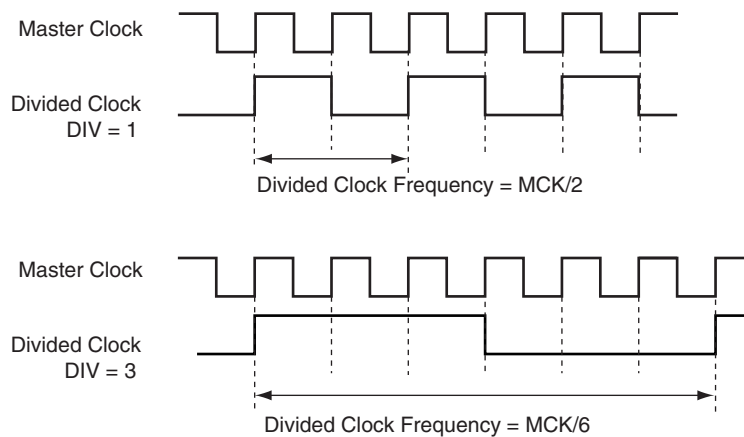 Master Clock
Divided Clock
DIV = 1
Divided Clock Frequency = MCK/2
Master Clock
Divided Clock
DIV = 3
Divided Clock Frequency = MCK/6